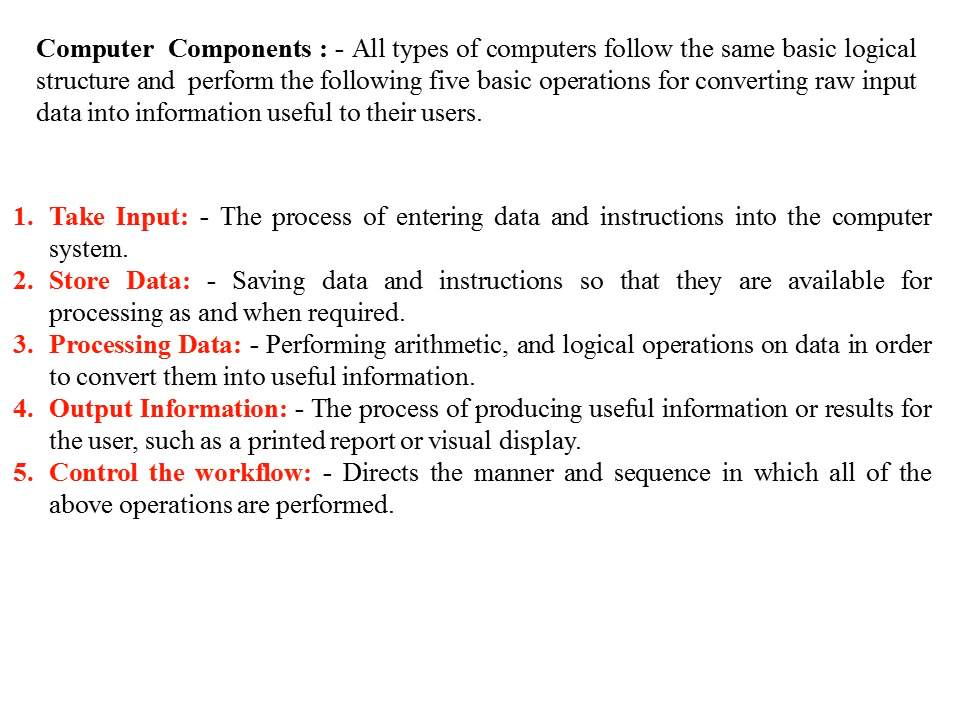 Computer Components : - All types of computers follow the same basic logical
structure and perform the following five basic operations for converting raw input
data into information useful to their users.
1. Take Input: - The process of entering data and instructions into the computer
system.
2. Store Data: - Saving data and instructions so that they are available for
processing as and when required.
3. Processing Data: - Performing arithmetic, and logical operations on data in order
to convert them into useful information.
4. Output Information: - The process of producing useful information or results for
the user, such as a printed report or visual display.
5. Control the workflow: - Directs the manner and sequence in which all of the
above operations are performed.